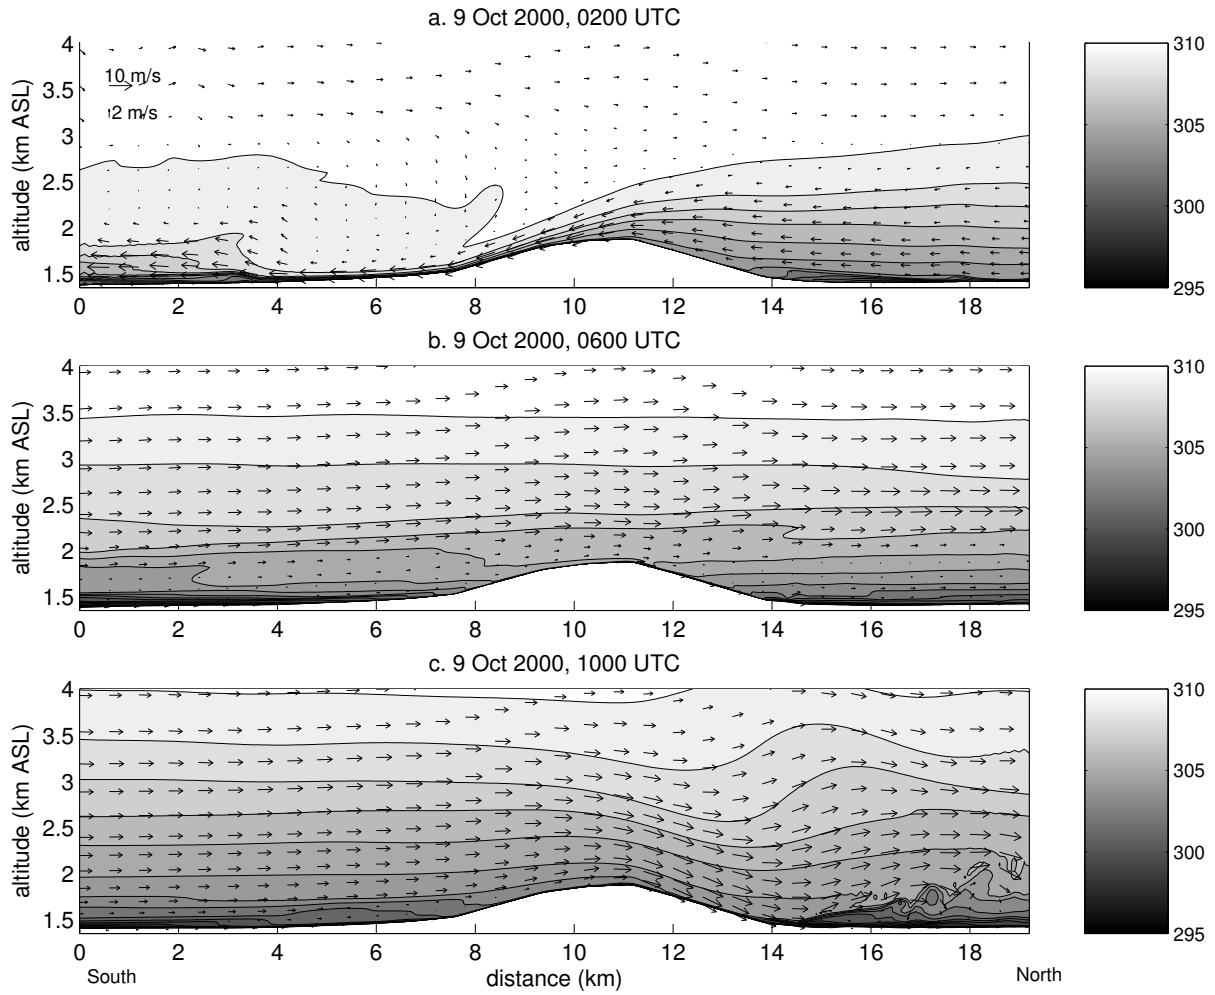 a. 9 Oct 2000, 0200 UTC
4
3.5
3
2.5
2
1.5
altitude (km ASL)
10 m/s
2 m/s
0 2 4 6 8 10 12 14 16 18
310
305
300
295
b. 9 Oct 2000, 0600 UTC
4
3.5
3
2.5
2
1.5
altitude (km ASL)
0 2 4 6 8 10 12 14 16 18
310
305
300
295
c. 9 Oct 2000, 1000 UTC
4
3.5
3
2.5
2
1.5
altitude (km ASL)
0 2 4 6 8 10 12 14 16 18
310
305
300
295
South distance (km) North